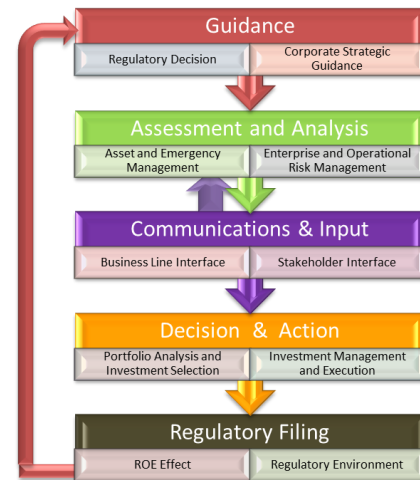 Guidance
Regulatory Decision
Corporate Strategic
Guidance
Assessment and Analysis
Asset and Emergency
Management
Enterprise and Operational
Risk Management
Communications & Input
Business Line Interface
Stakeholder Interface
Decision & Action
Portfolio Analysis and
Investment Selection
Investment Management
and Execution
Regulatory Filing
ROE Effect
Regulatory Environment